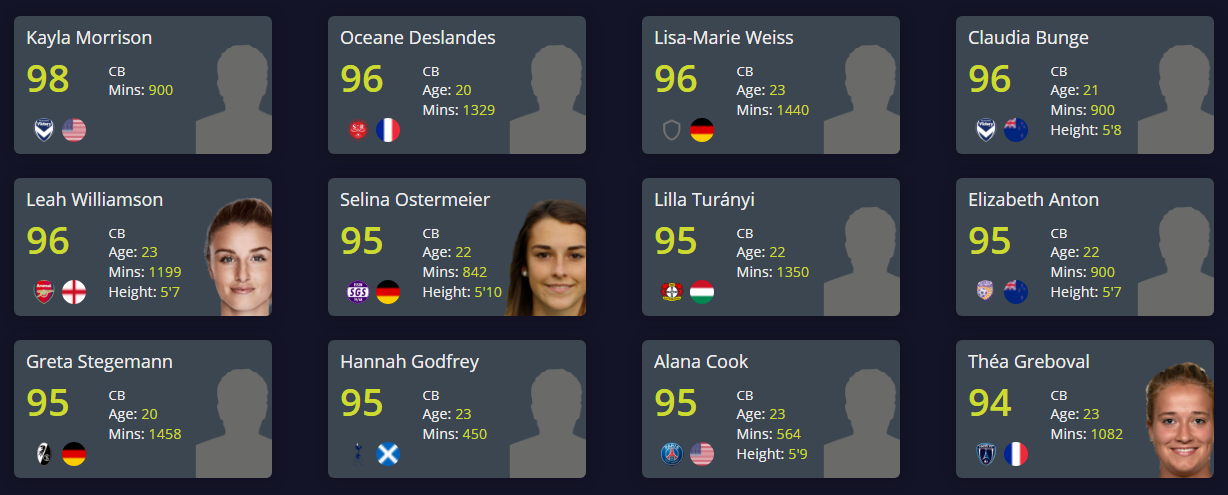 Kayla Morrison
98
CB
Mins: 900
Oceane Deslandes
96
CB
Age: 20
Mins: 1329
Lisa-Marie Weiss
96
CB
Age: 23
Mins: 1440
Claudia Bunge
96
CB
Age: 21
Mins: 900
Height: 5'8
Leah Williamson
96
CB
Age: 23
Mins: 1199
Height: 5'7
Arsenal
Selina Ostermeier
95
CB
Age: 22
Mins: 842
Height: 5'10
SGS
Lilla Turányi
95
CB
Age: 22
Mins: 1350
Elizabeth Anton
95
CB
Age: 22
Mins: 900
Height: 5'7
Greta Stegemann
95
CB
Age: 20
Mins: 1458
Hannah Godfrey
95
CB
Age: 23
Mins: 450
Alana Cook
95
CB
Age: 23
Mins: 564
Height: 5'9
Théa Greboval
94
CB
Age: 23
Mins: 1082